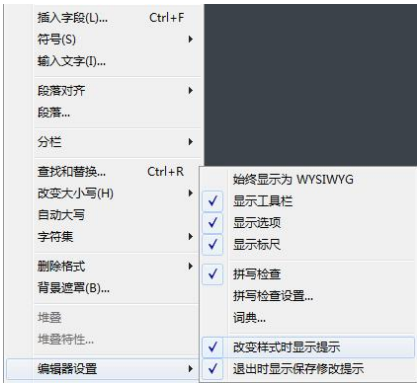 插入字段(L)... Ctrl+F
符号(S)
输入文字(I)...
段落对齐
段落...
分栏
查找和替换... Ctrl+R
改变大小写(H)
自动大写
字符集
删除格式
背景遮罩(B)...
堆叠
堆叠特性...
编辑器设置
始终显示为 WYSIWYG
显示工具栏
显示选项
显示标尺
拼写检查
拼写检查设置...
词典...
改变样式时显示提示
退出时显示保存修改提示